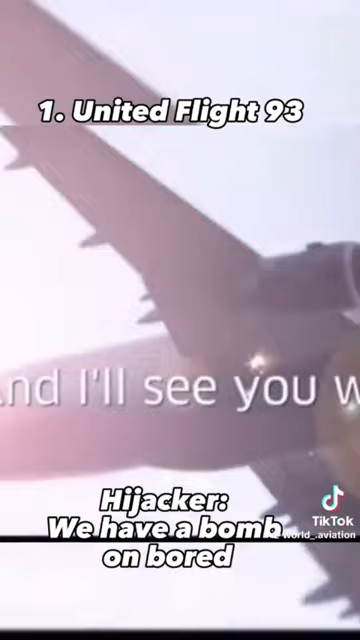 1. United Flight 93
And I'll see you w
Hijacker:
We have a bomb
on bored
TikTok
world_.aviation